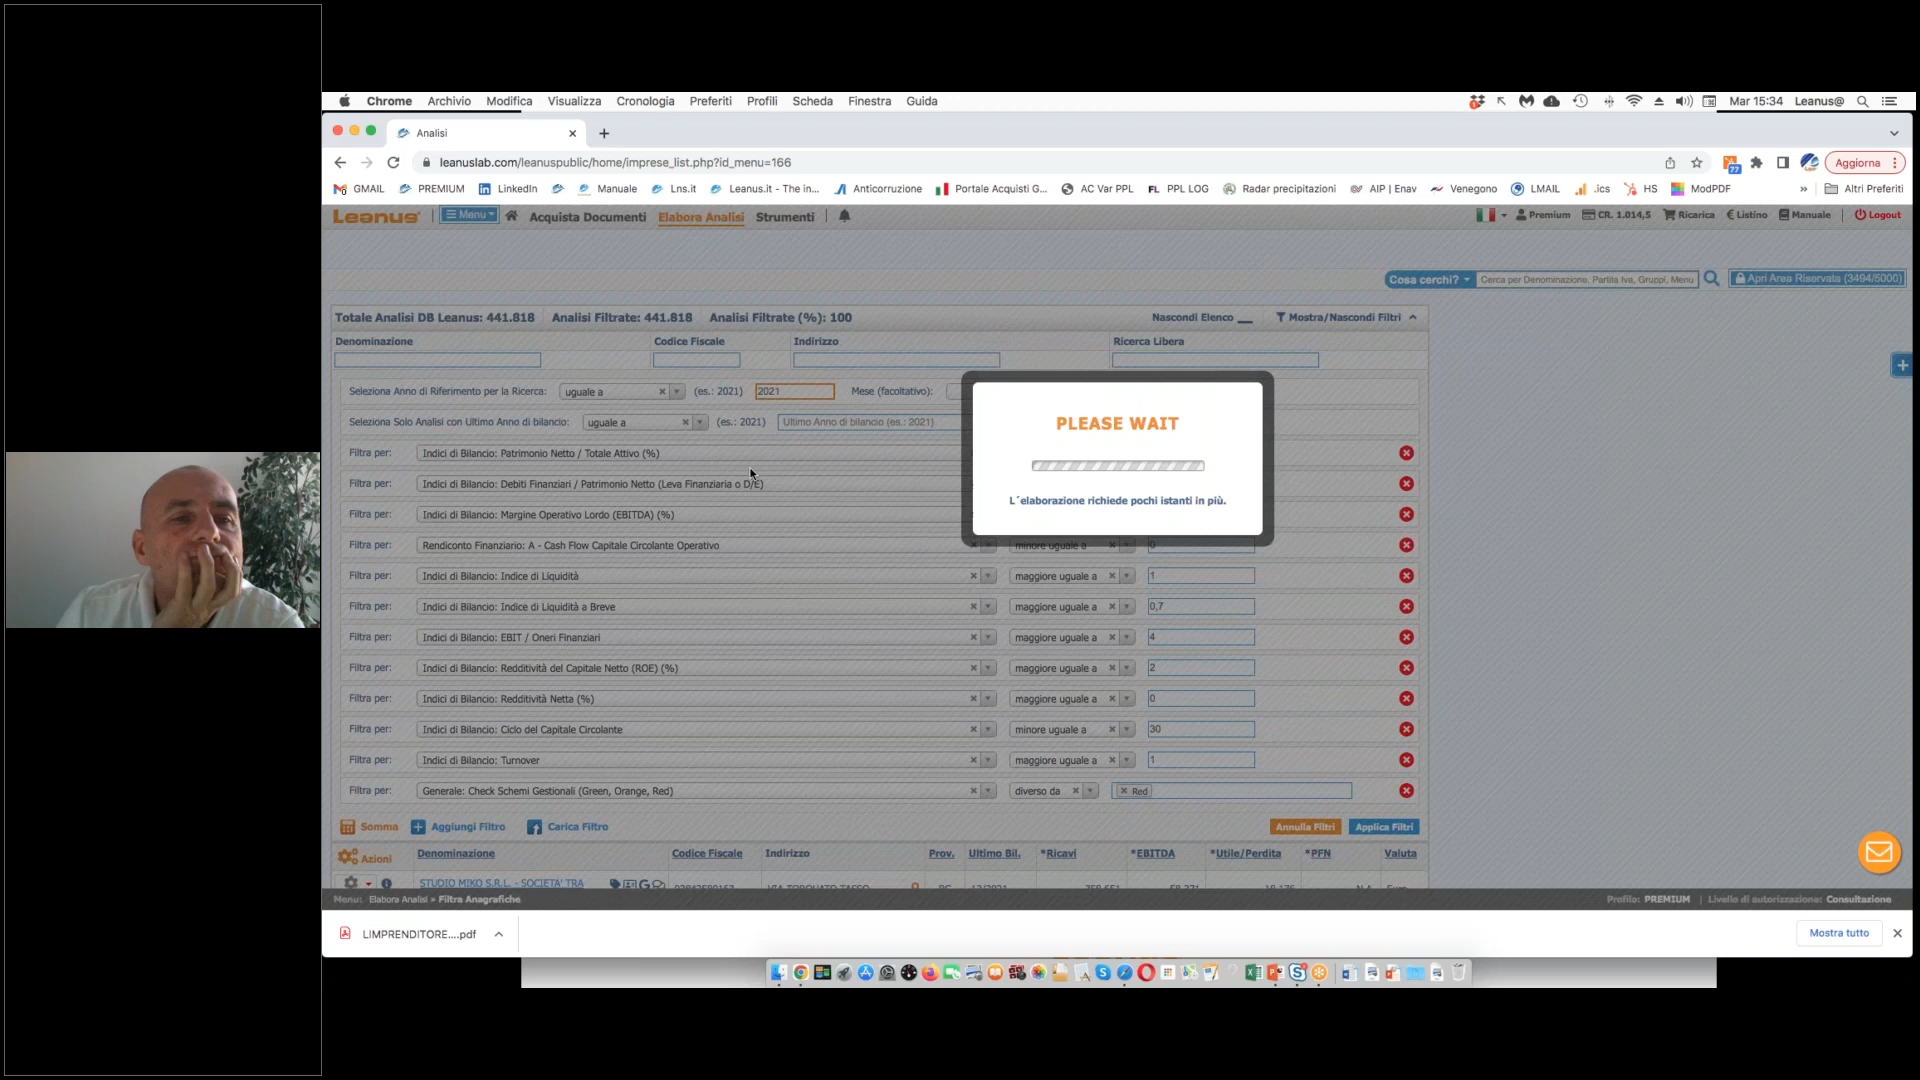 Chrome Archivio Modifica Visualizza Cronologia Preferiti Profili Scheda Finestra Guida Mar 15:34 Leanus@
Analisi
leanuslab.com/leanuspublic/home/imprese_list.php?id_menu=166 77 Aggiorna
GMAIL PREMIUM LinkedIn Manuale Lns.it Leanus.it - The in... Anticorruzione Portale Acquisti G... AC Var PPL FL PPL LOG Radar precipitazioni AIP | Enav Venegono LMAIL .ics HS ModPDF » Altri Preferiti
Leanus Menu Acquista Documenti Elabora Analisi Strumenti Premium CR. 1.014,5 Ricarica € Listino Manuale Logout
Cosa cerchi? Cerca per Denominazione, Partita Iva, Gruppi, Menu Apri Area Riservata (3494/5000)
Totale Analisi DB Leanus: 441.818 Analisi Filtrate: 441.818 Analisi Filtrate (%): 100 Nascondi Elenco Mostra/Nascondi Filtri
Denominazione Codice Fiscale Indirizzo Ricerca Libera
Seleziona Anno di Riferimento per la Ricerca: uguale a (es.: 2021) 2021 Mese (facoltativo):
Seleziona Solo Analisi con Ultimo Anno di bilancio: uguale a (es.: 2021) Ultimo Anno di bilancio (es.: 2021)
PLEASE WAIT
L´elaborazione richiede pochi istanti in più.
Filtra per: Indici di Bilancio: Patrimonio Netto / Totale Attivo (%)
Filtra per: Indici di Bilancio: Debiti Finanziari / Patrimonio Netto (Leva Finanziaria o D/E)
Filtra per: Indici di Bilancio: Margine Operativo Lordo (EBITDA) (%)
Filtra per: Rendiconto Finanziario: A - Cash Flow Capitale Circolante Operativo minore uguale a 0
Filtra per: Indici di Bilancio: Indice di Liquidità maggiore uguale a 1
Filtra per: Indici di Bilancio: Indice di Liquidità a Breve maggiore uguale a 0,7
Filtra per: Indici di Bilancio: EBIT / Oneri Finanziari maggiore uguale a 4
Filtra per: Indici di Bilancio: Redditività del Capitale Netto (ROE) (%) maggiore uguale a 2
Filtra per: Indici di Bilancio: Redditività Netta (%) maggiore uguale a 0
Filtra per: Indici di Bilancio: Ciclo del Capitale Circolante minore uguale a 30
Filtra per: Indici di Bilancio: Turnover maggiore uguale a 1
Filtra per: Generale: Check Schemi Gestionali (Green, Orange, Red) diverso da Red
Somma Aggiungi Filtro Carica Filtro Annulla Filtri Applica Filtri
Azioni Denominazione Codice Fiscale Indirizzo Prov. Ultimo Bil. *Ricavi *EBITDA *Utile/Perdita *PFN Valuta
STUDIO MIKO S.R.L. - SOCIETA' TRA
Menu: Elabora Analisi » Filtra Anagrafiche Profilo: PREMIUM | Livello di autorizzazione: Consultazione
LIMPRENDITORE....pdf Mostra tutto